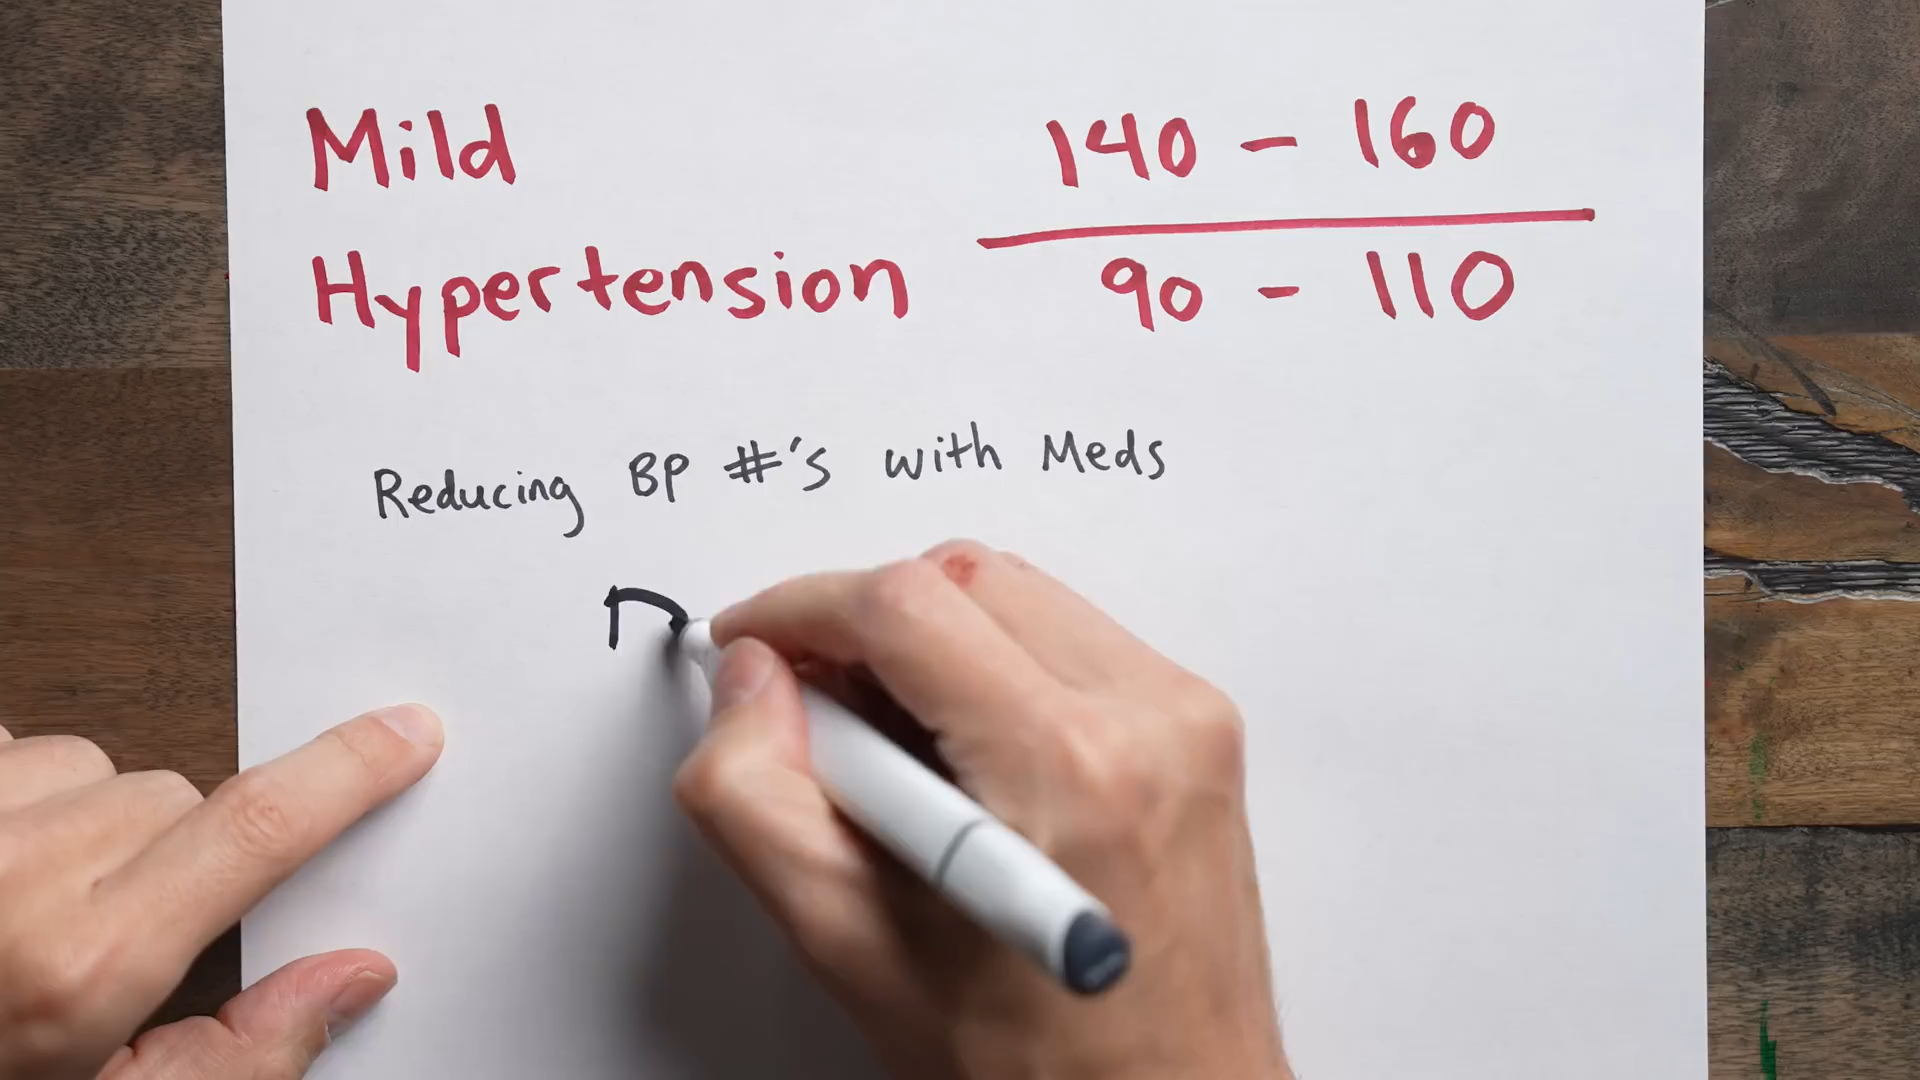 Mild 140 - 160
Hypertension 90 - 110
Reducing BP #'s with Meds